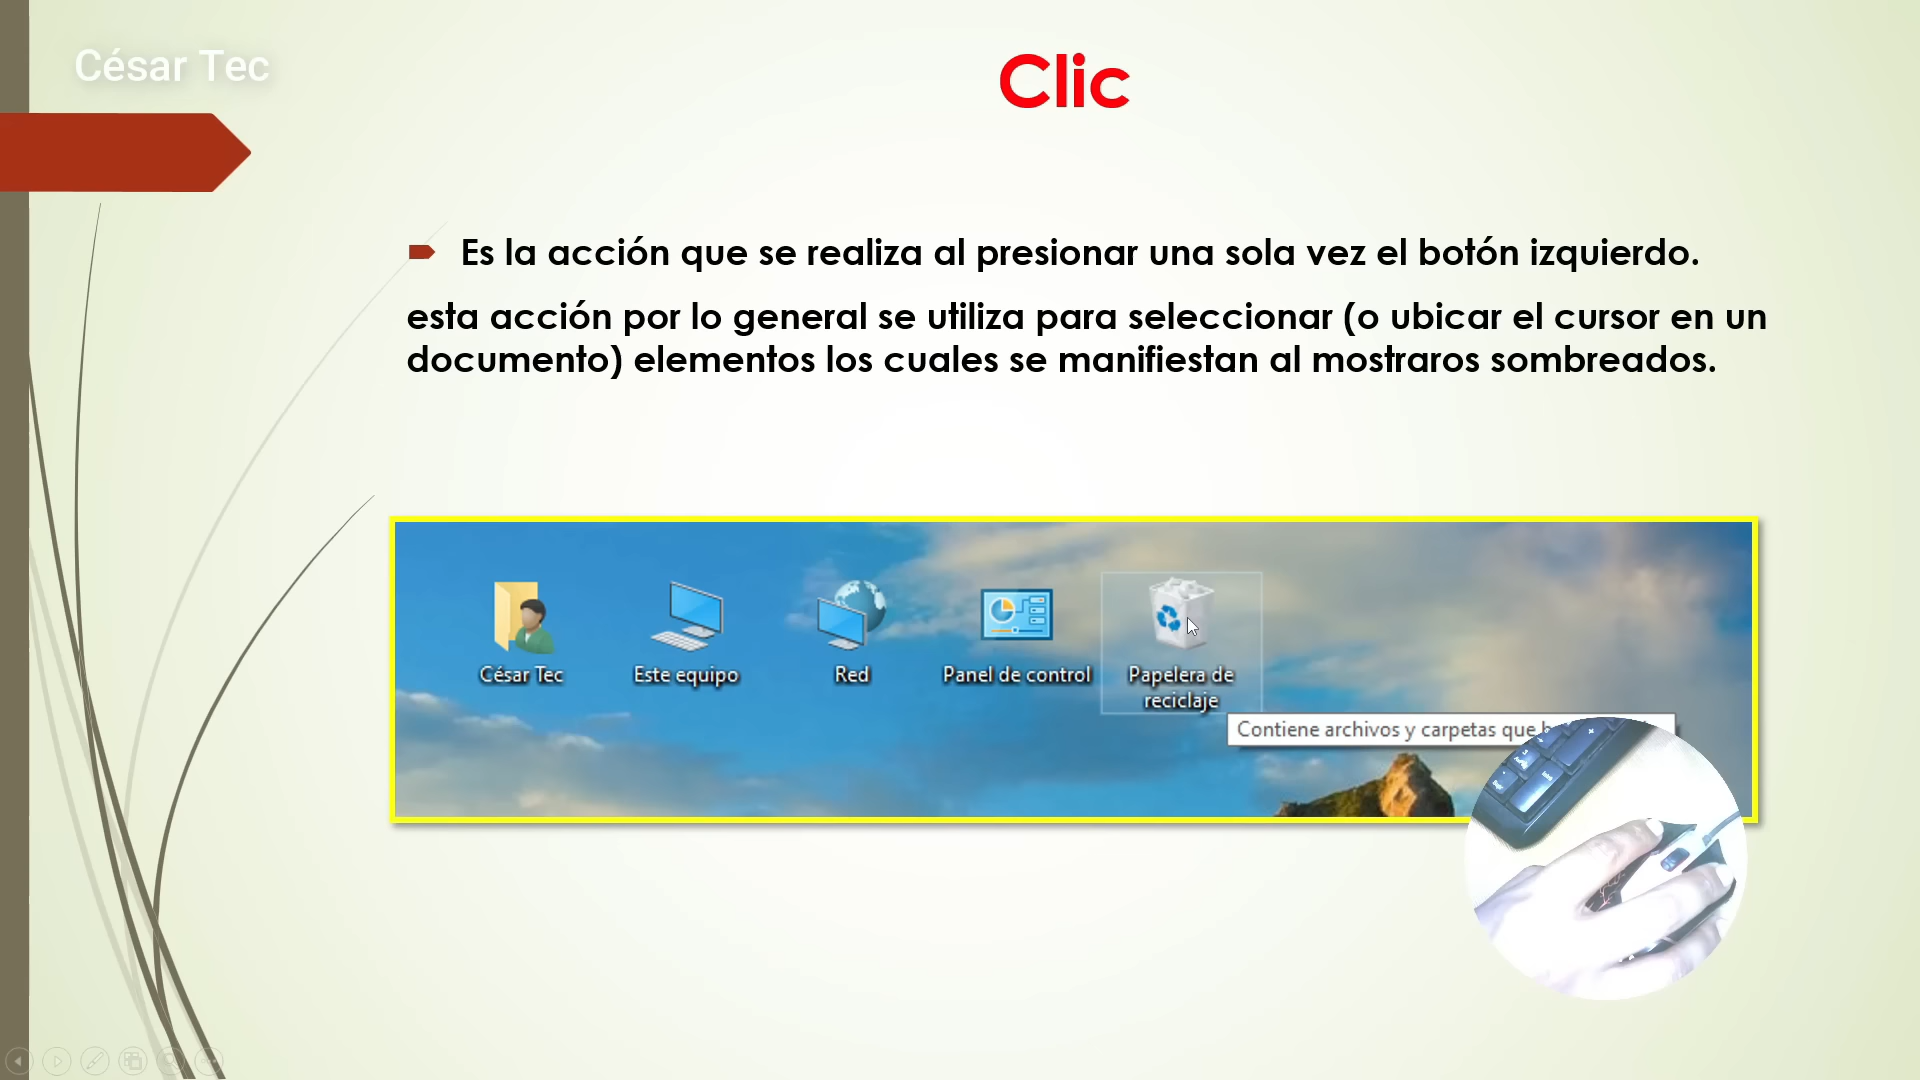 César Tec
Clic
Es la acción que se realiza al presionar una sola vez el botón izquierdo.
esta acción por lo general se utiliza para seleccionar (o ubicar el cursor en un
documento) elementos los cuales se manifiestan al mostraros sombreados.
César Tec
Este equipo
Red
Panel de control
Papelera de
reciclaje
Contiene archivos y carpetas que